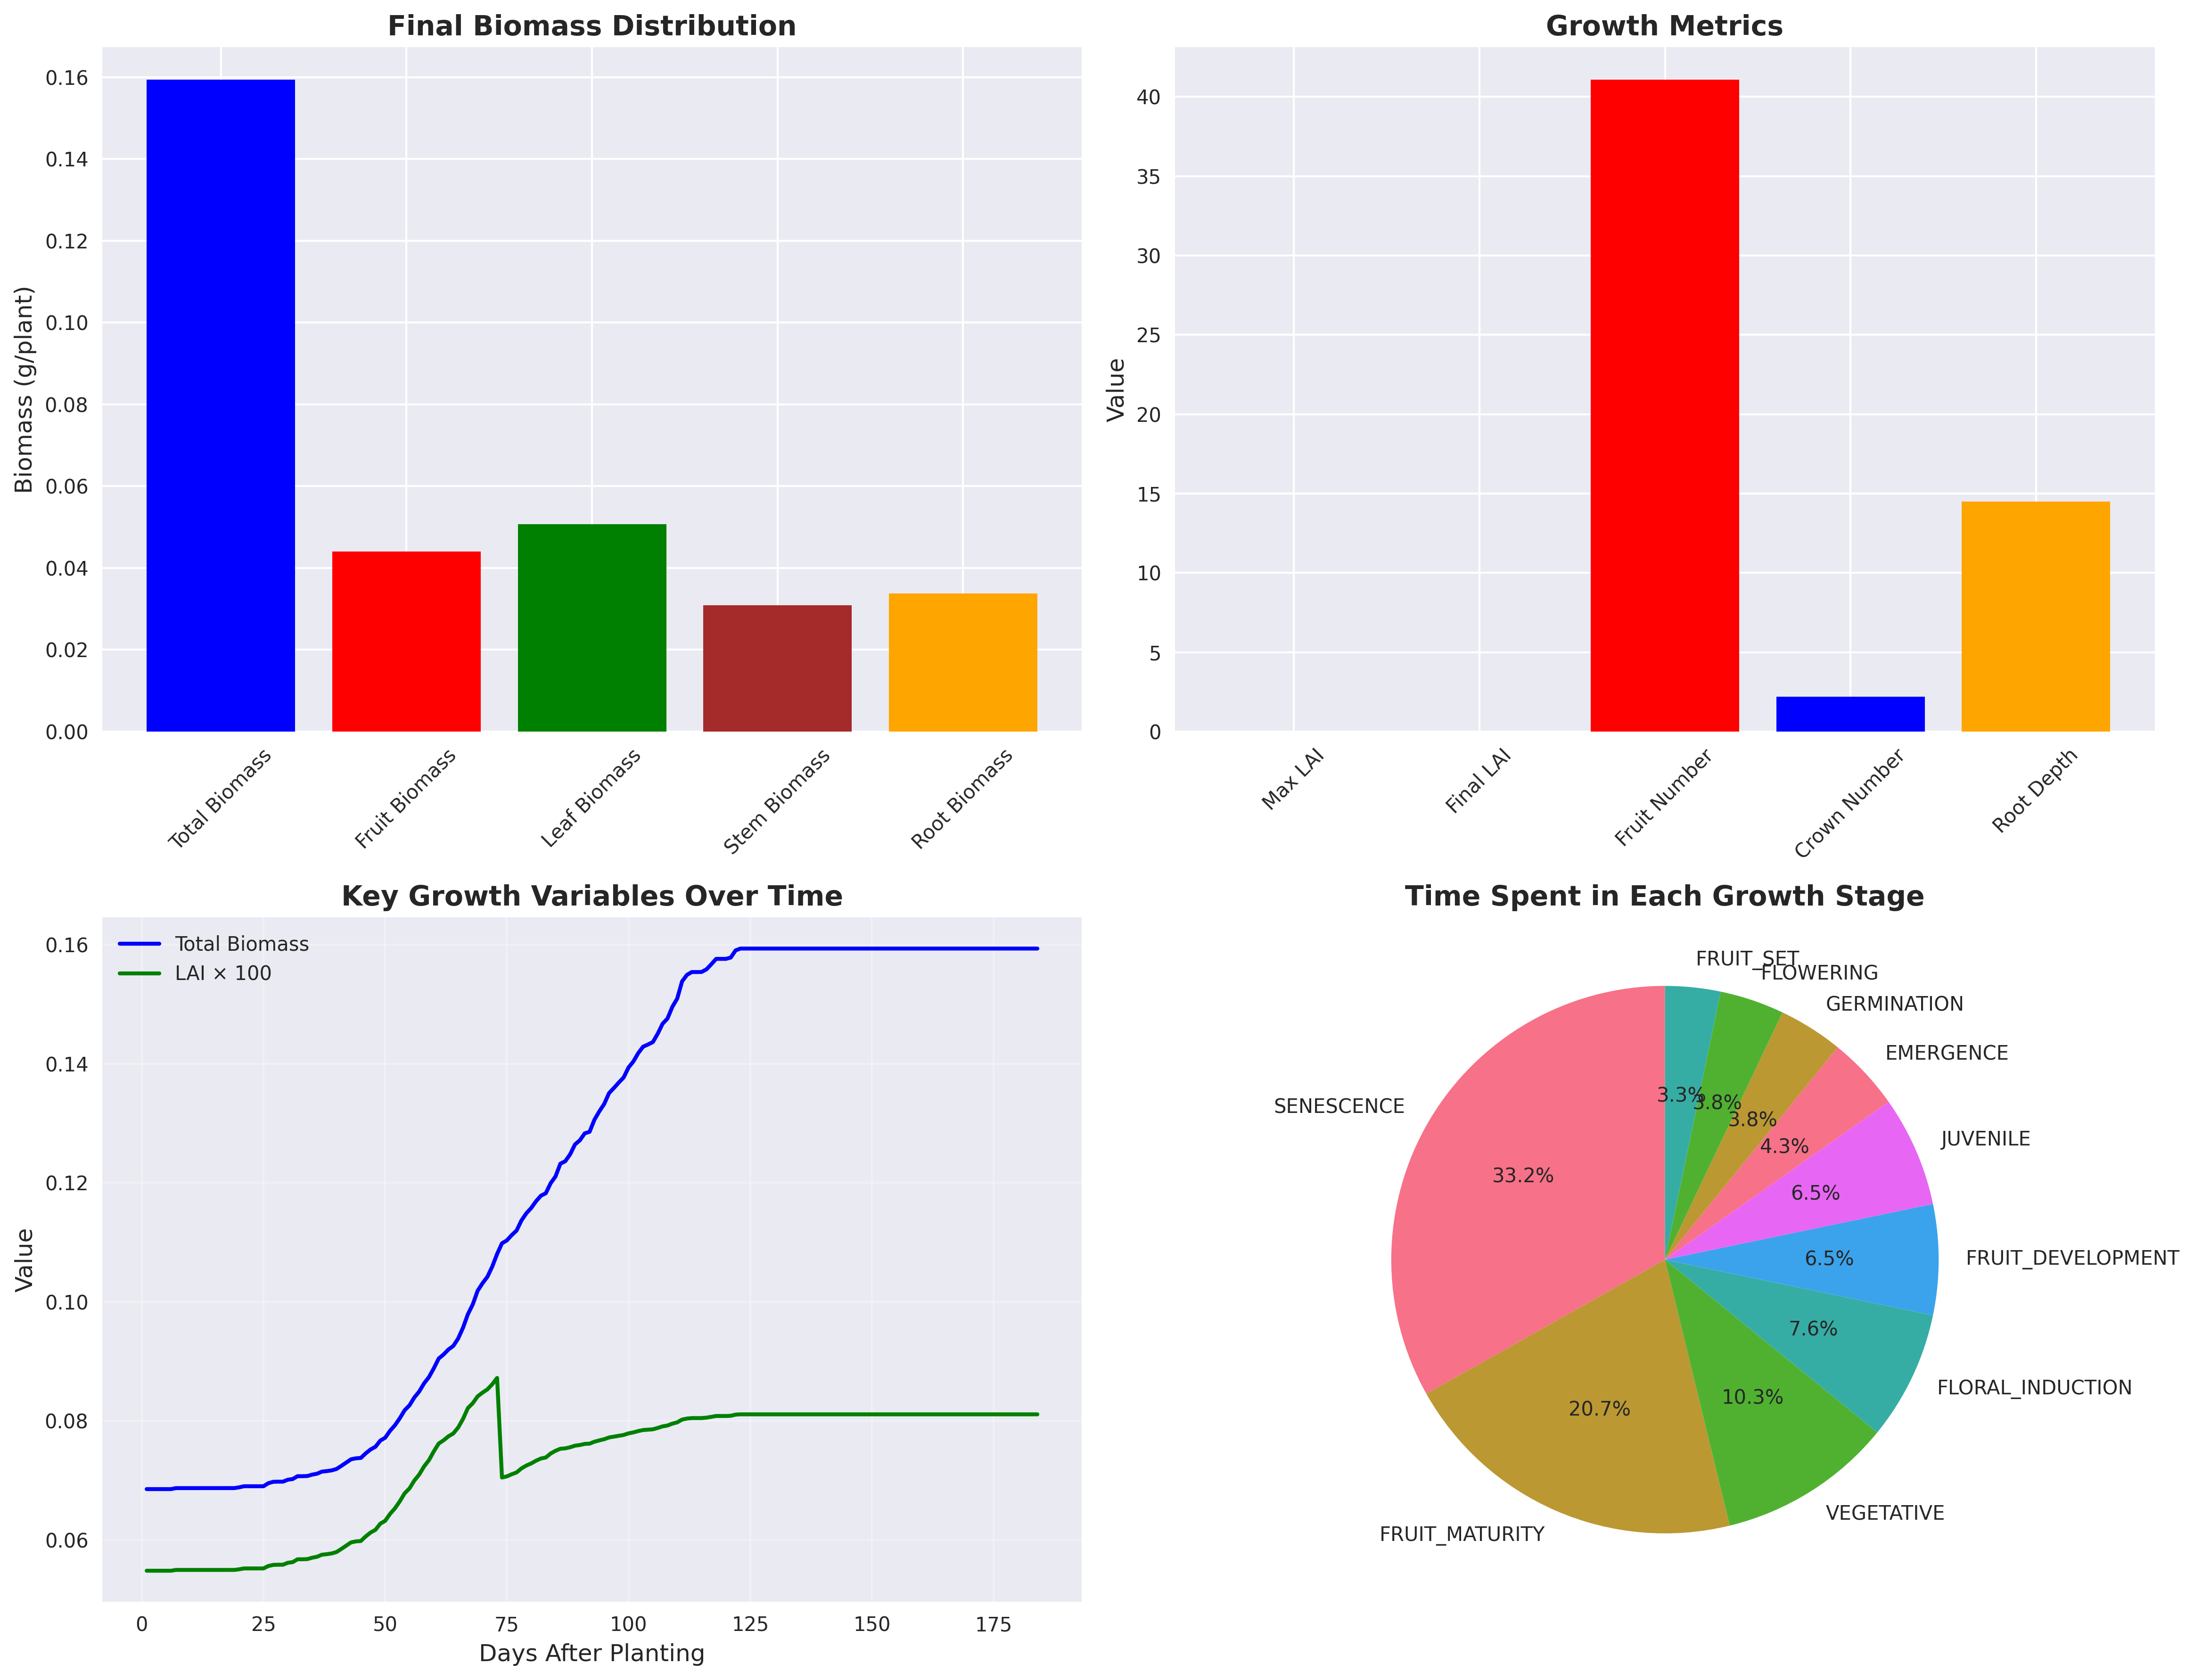 Final Biomass Distribution
Biomass (g/plant)
0.16
0.14
0.12
0.10
0.08
0.06
0.04
0.02
0.00
Total Biomass
Fruit Biomass
Leaf Biomass
Stem Biomass
Root Biomass
Growth Metrics
Value
40
35
30
25
20
15
10
5
0
Max LAI
Final LAI
Fruit Number
Crown Number
Root Depth
Key Growth Variables Over Time
Total Biomass
LAI × 100
Value
0.16
0.14
0.12
0.10
0.08
0.06
0 25 50 75 100 125 150 175
Days After Planting
Time Spent in Each Growth Stage
FRUIT_SET
FLOWERING
GERMINATION
EMERGENCE
JUVENILE
FRUIT_DEVELOPMENT
FLORAL_INDUCTION
VEGETATIVE
FRUIT_MATURITY
SENESCENCE
3.3%
3.8%
3.8%
4.3%
6.5%
6.5%
7.6%
10.3%
20.7%
33.2%